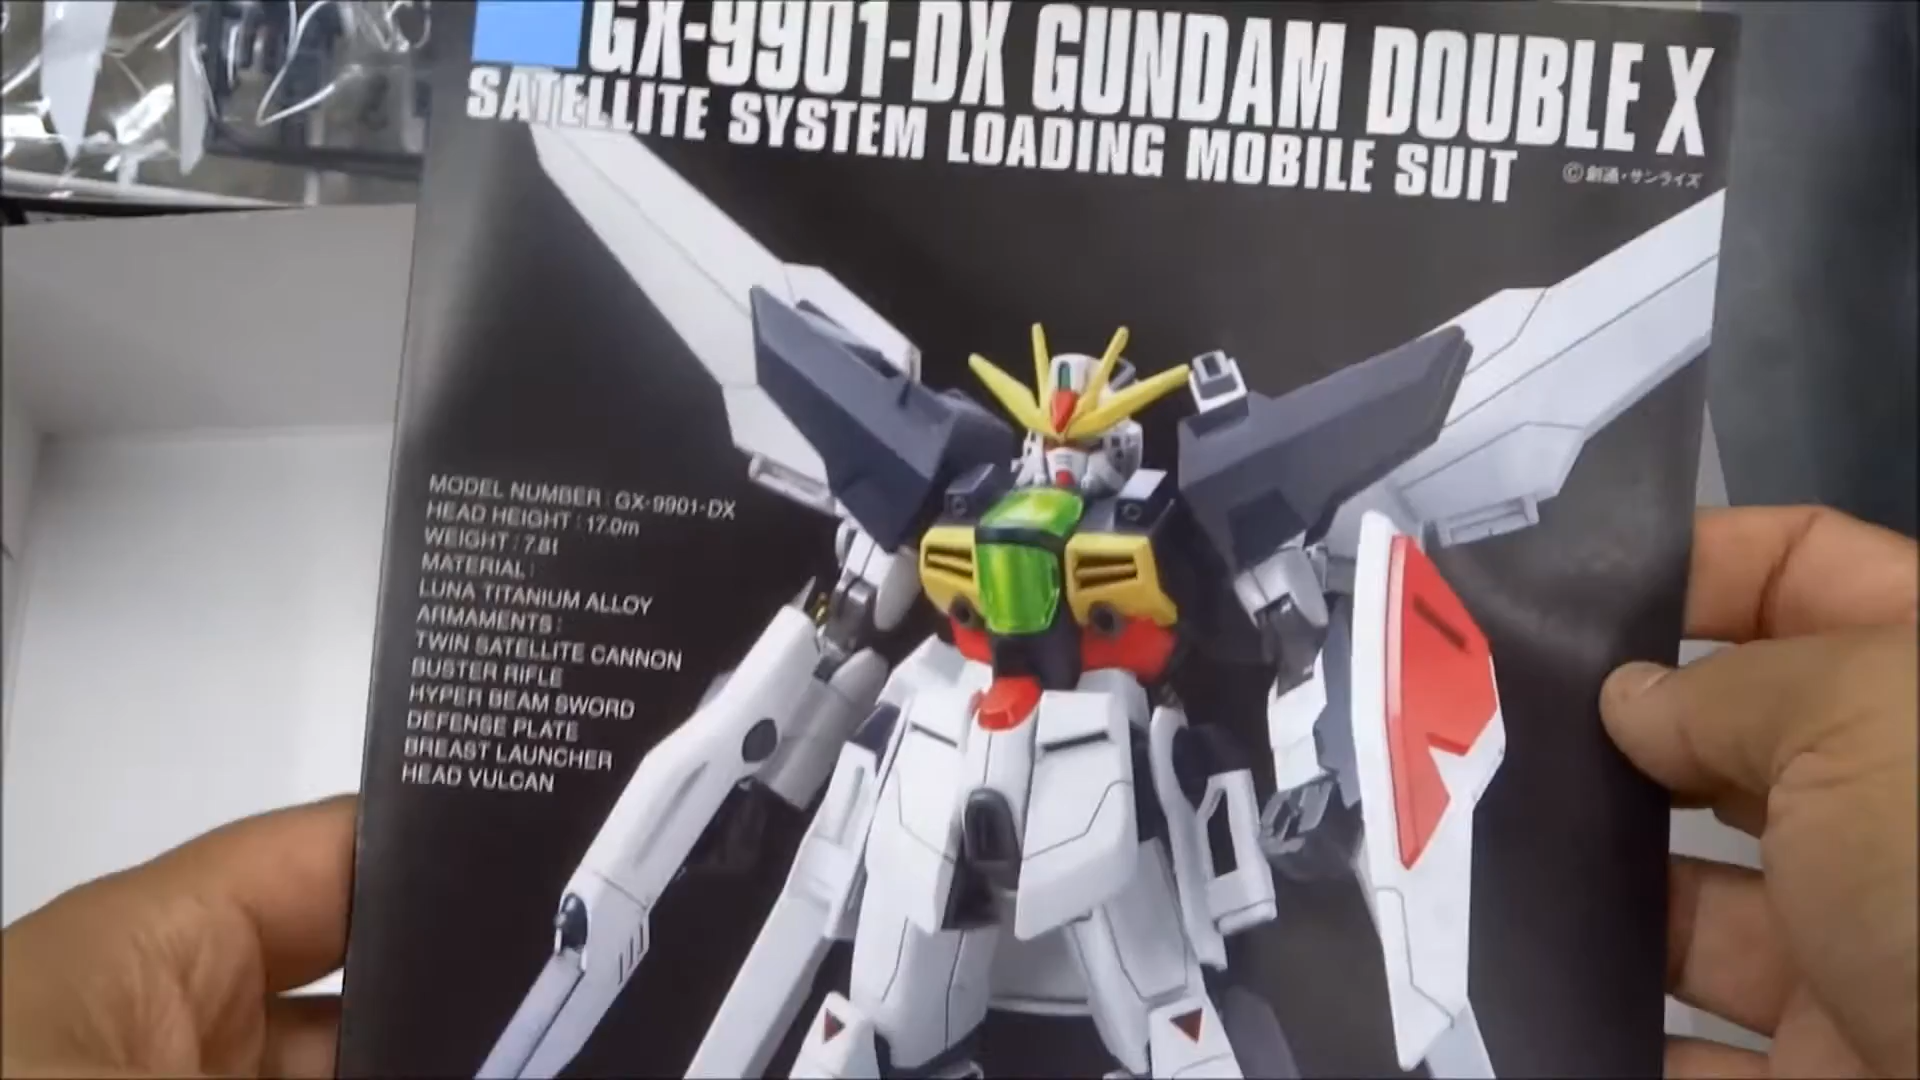 GX-9901-DX GUNDAM DOUBLE X
SATELLITE SYSTEM LOADING MOBILE SUIT
©創通・サンライズ
MODEL NUMBER : GX-9901-DX
HEAD HEIGHT : 17.0m
WEIGHT : 7.8t
MATERIAL :
LUNA TITANIUM ALLOY
ARMAMENTS :
TWIN SATELLITE CANNON
BUSTER RIFLE
HYPER BEAM SWORD
DEFENSE PLATE
BREAST LAUNCHER
HEAD VULCAN